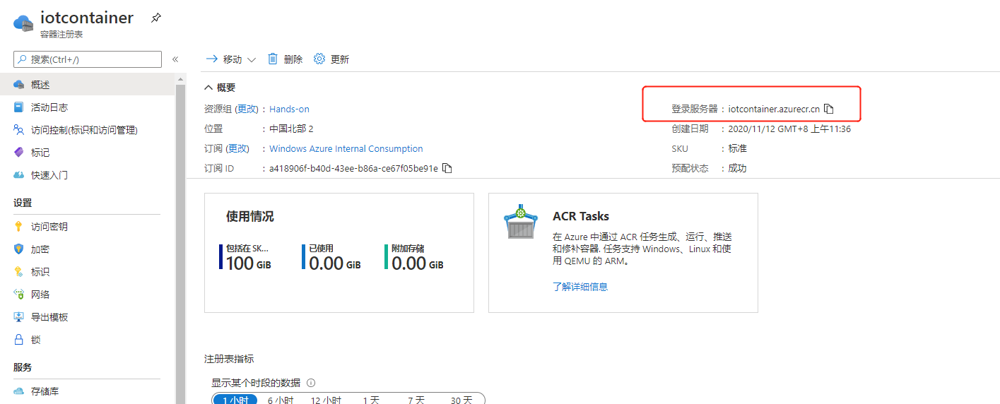 iotcontainer
容器注册表
搜索(Ctrl+/)
«
概述
活动日志
访问控制(标识和访问管理)
标记
快速入门
设置
访问密钥
加密
标识
网络
导出模板
锁
服务
存储库
移动
删除
更新
概要
资源组 (更改) : Hands-on
位置 : 中国北部 2
订阅 (更改) : Windows Azure Internal Consumption
订阅 ID : a418906f-b40d-43ee-b86a-ce67f05be91e
登录服务器 : iotcontainer.azurecr.cn
创建日期 : 2020/11/12 GMT+8 上午11:36
SKU : 标准
预配状态 : 成功
使用情况
包括在 SK...
100 GiB
已使用
0.00 GiB
附加存储
0.00 GiB
ACR Tasks
在 Azure 中通过 ACR 任务生成、运行、推送
和修补容器. 任务支持 Windows、Linux 和使
用 QEMU 的 ARM。
了解详细信息
注册表指标
显示某个时段的数据
1 小时 6 小时 12 小时 1 天 7 天 30 天